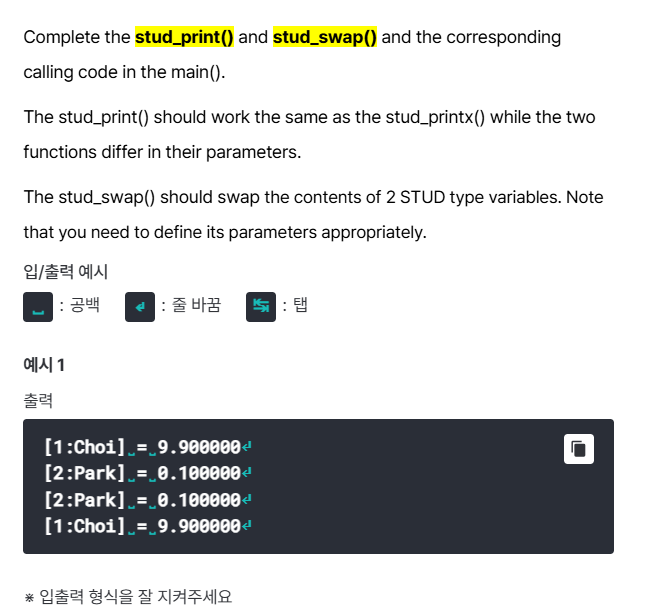 Complete the stud_print() and stud_swap() and the corresponding
calling code in the main().
The stud_print() should work the same as the stud_printx() while the two
functions differ in their parameters.
The stud_swap() should swap the contents of 2 STUD type variables. Note
that you need to define its parameters appropriately.
입/출력 예시
␣ : 공백 ↵ : 줄 바꿈 ↹ : 탭
예시 1
출력
[1:Choi]␣=␣9.900000↵
[2:Park]␣=␣0.100000↵
[2:Park]␣=␣0.100000↵
[1:Choi]␣=␣9.900000↵
※ 입출력 형식을 잘 지켜주세요